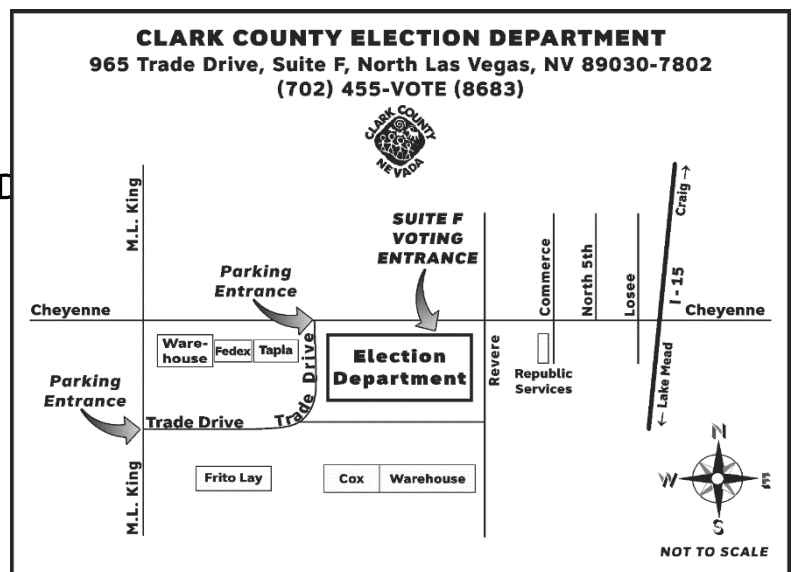 CLARK COUNTY ELECTION DEPARTMENT
965 Trade Drive, Suite F, North Las Vegas, NV 89030-7802
(702) 455-VOTE (8683)
CLARK COUNTY
NEVADA
D
M.L. King
SUITE F
VOTING
ENTRANCE
Craig →
Parking
Entrance
Commerce
North 5th
Losee
I - 15
Cheyenne
Cheyenne
Ware-
house
Fedex
Tapla
Trade Drive
Election
Department
Revere
Republic
Services
← Lake Mead
Parking
Entrance
Trade Drive
Trade
M.L. King
Frito Lay
Cox
Warehouse
N
W
E
S
NOT TO SCALE